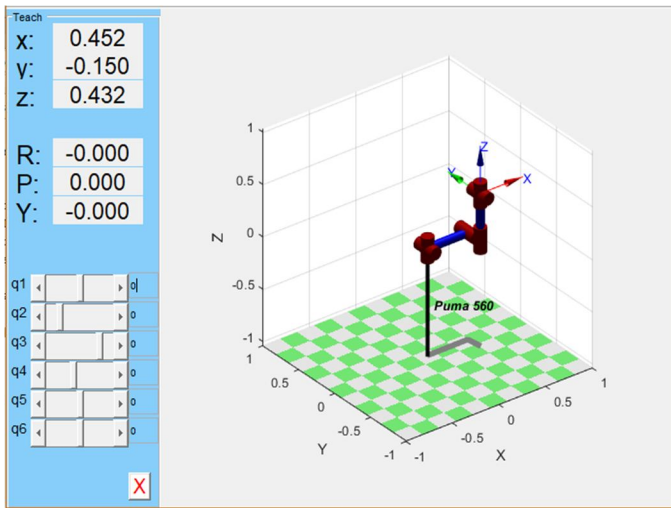 Teach
x: 0.452
y: -0.150
z: 0.432
R: -0.000
P: 0.000
Y: -0.000
q1 0
q2 0
q3 0
q4 0
q5 0
q6 0
X
1
0.5
0
-0.5
-1
Z
Z
Y
X
Puma 560
1
0.5
0
-0.5
-1
Y
-1
-0.5
0
0.5
1
X